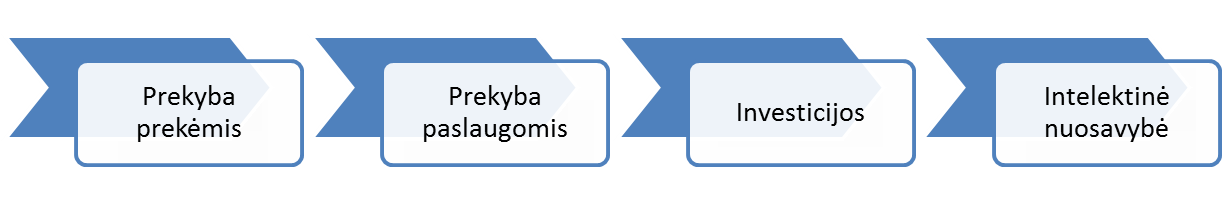 Prekyba
prekėmis
Prekyba
paslaugomis
Investicijos
Intelektinė
nuosavybė